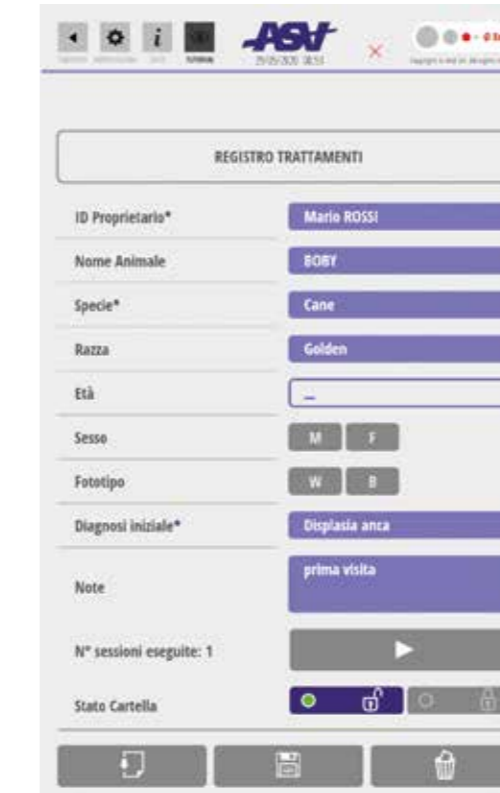 ASA
TUTORIAL
REGISTRO TRATTAMENTI
ID Proprietario* Mario ROSSI
Nome Animale BOBY
Specie* Cane
Razza Golden
Età _
Sesso M F
Fototipo W B
Diagnosi iniziale* Displasia anca
Note prima visita
N° sessioni eseguite: 1
Stato Cartella